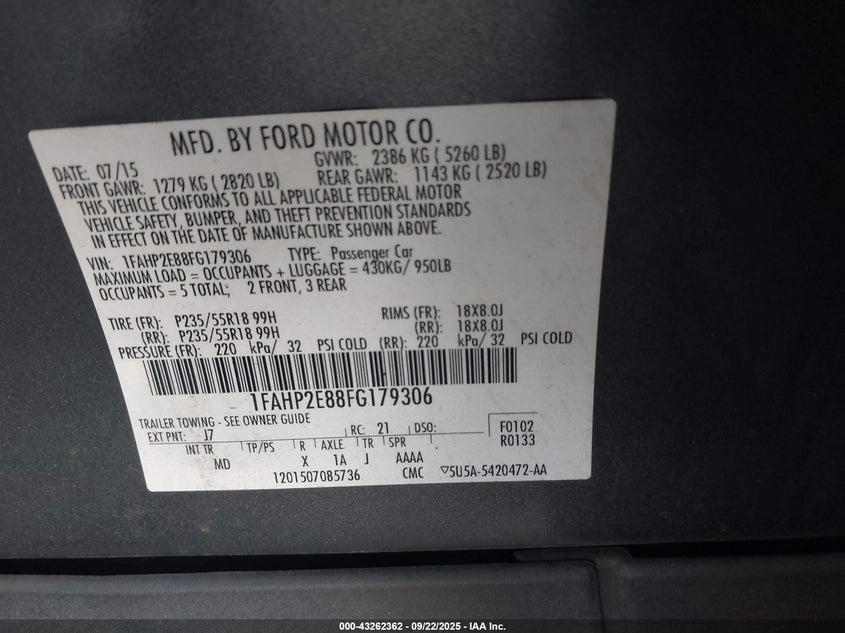 MFD. BY FORD MOTOR CO.
DATE: 07/15 GVWR: 2386 KG ( 5260 LB)
FRONT GAWR: 1279 KG ( 2820 LB) REAR GAWR: 1143 KG ( 2520 LB)
THIS VEHICLE CONFORMS TO ALL APPLICABLE FEDERAL MOTOR
VEHICLE SAFETY, BUMPER, AND THEFT PREVENTION STANDARDS
IN EFFECT ON THE DATE OF MANUFACTURE SHOWN ABOVE.
VIN: 1FAHP2E88FG179306 TYPE: Passenger Car
MAXIMUM LOAD = OCCUPANTS + LUGGAGE = 430KG/ 950LB
OCCUPANTS = 5 TOTAL; 2 FRONT, 3 REAR
TIRE (FR): P235/55R18 99H RIMS (FR): 18X8.0J
(RR): P235/55R18 99H (RR): 18X8.0J
PRESSURE (FR): 220 kPa/ 32 PSI COLD (RR): 220 kPa/ 32 PSI COLD
1FAHP2E88FG179306
TRAILER TOWING - SEE OWNER GUIDE
EXT PNT: J7 RC: 21 DSO: F0102
INT TR TP/PS R AXLE TR SPR R0133
MD X 1A J AAAA
1201507085736 CMC ▽5U5A-5420472-AA
000-43262362 - 09/22/2025 - IAA Inc.